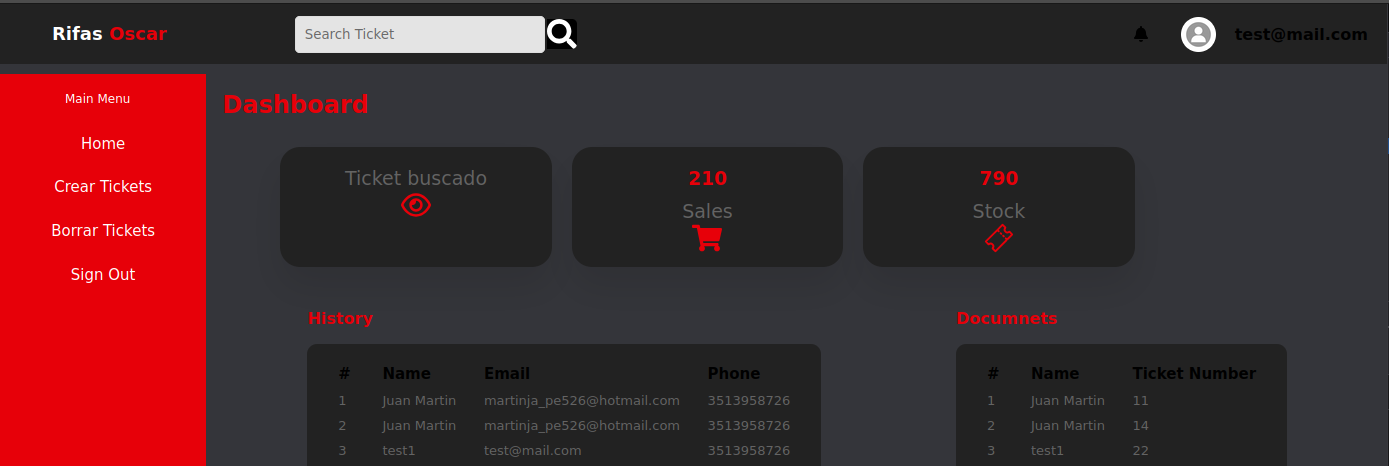 Rifas Oscar
Search Ticket
test@mail.com
Main Menu
Home
Crear Tickets
Borrar Tickets
Sign Out
Dashboard
Ticket buscado
210
Sales
790
Stock
History
# Name Email Phone
1 Juan Martin martinja_pe526@hotmail.com 3513958726
2 Juan Martin martinja_pe526@hotmail.com 3513958726
3 test1 test@mail.com 3513958726
Documnets
# Name Ticket Number
1 Juan Martin 11
2 Juan Martin 14
3 test1 22